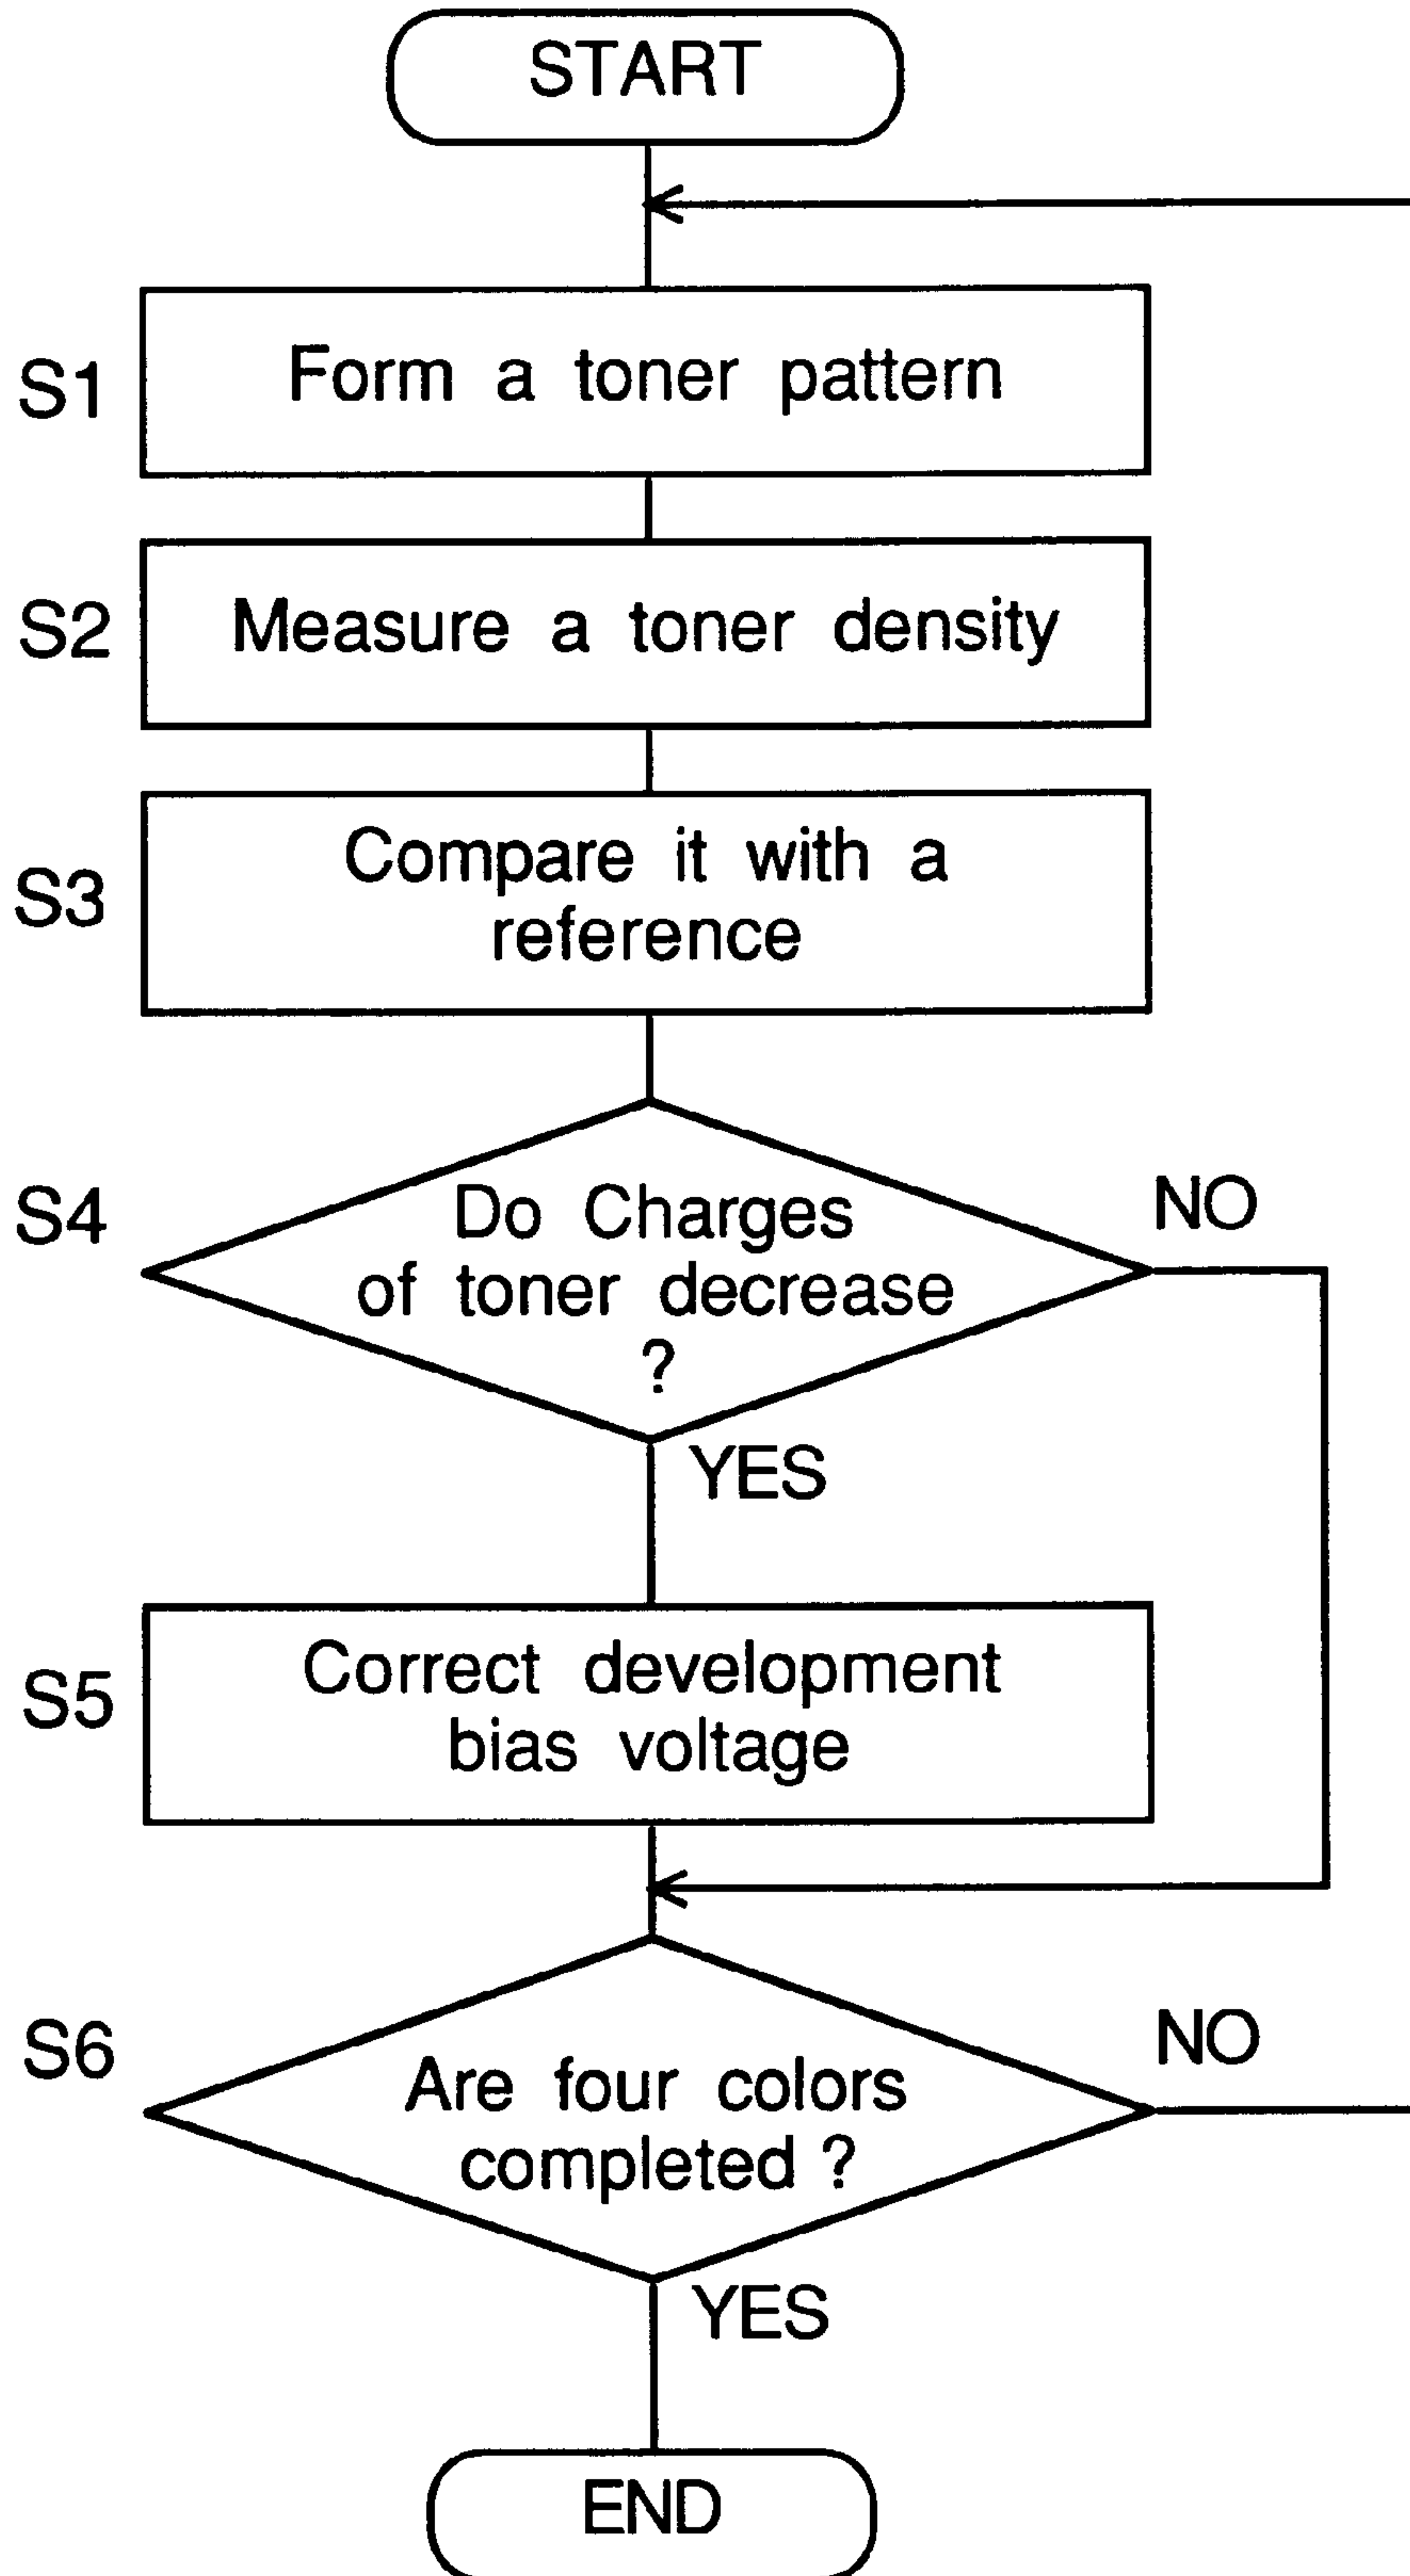 START
S1
Form a toner pattern
S2
Measure a toner density
S3
Compare it with a
reference
S4
Do Charges
of toner decrease
?
NO
YES
S5
Correct development
bias voltage
S6
Are four colors
completed ?
NO
YES
END